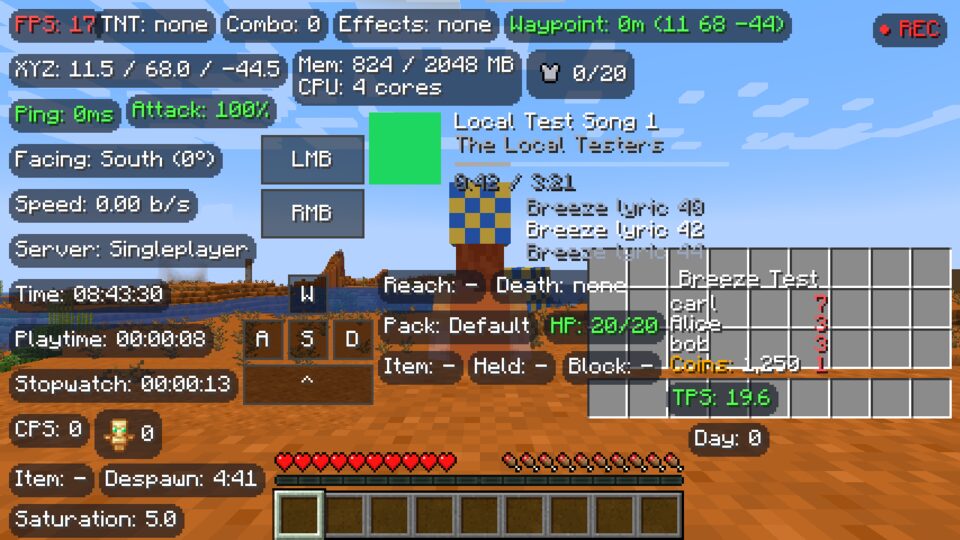 FPS: 17
TNT: none
Combo: 0
Effects: none
Waypoint: 0m (11 68 -44)
REC
XYZ: 11.5 / 68.0 / -44.5
Mem: 824 / 2048 MB
CPU: 4 cores
0/20
Ping: 0ms
Attack: 100%
Local Test Song 1
The Local Testers
Facing: South (0°)
LMB
0:42 / 3:21
Speed: 0.00 b/s
RMB
Breeze lyric 40
Breeze lyric 42
Breeze lyric 44
Server: Singleplayer
Time: 08:43:30
W
Reach: -
Death: none
Breeze Test
carl 7
Alice 3
bob 3
Coins: 1,250 1
Playtime: 00:00:08
A
S
D
Pack: Default
HP: 20/20
Stopwatch: 00:00:13
^
Item: -
Held: -
Block: -
TPS: 19.6
CPS: 0
0
Day: 0
Item: -
Despawn: 4:41
Saturation: 5.0